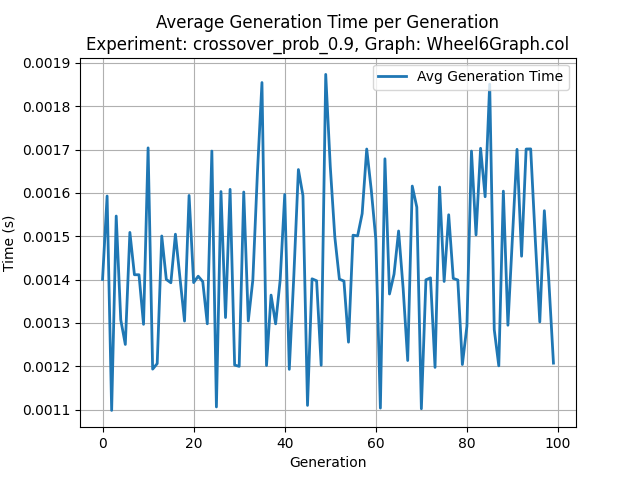 Average Generation Time per Generation
Experiment: crossover_prob_0.9, Graph: Wheel6Graph.col
Avg Generation Time
Time (s)
0.0019
0.0018
0.0017
0.0016
0.0015
0.0014
0.0013
0.0012
0.0011
0 20 40 60 80 100
Generation